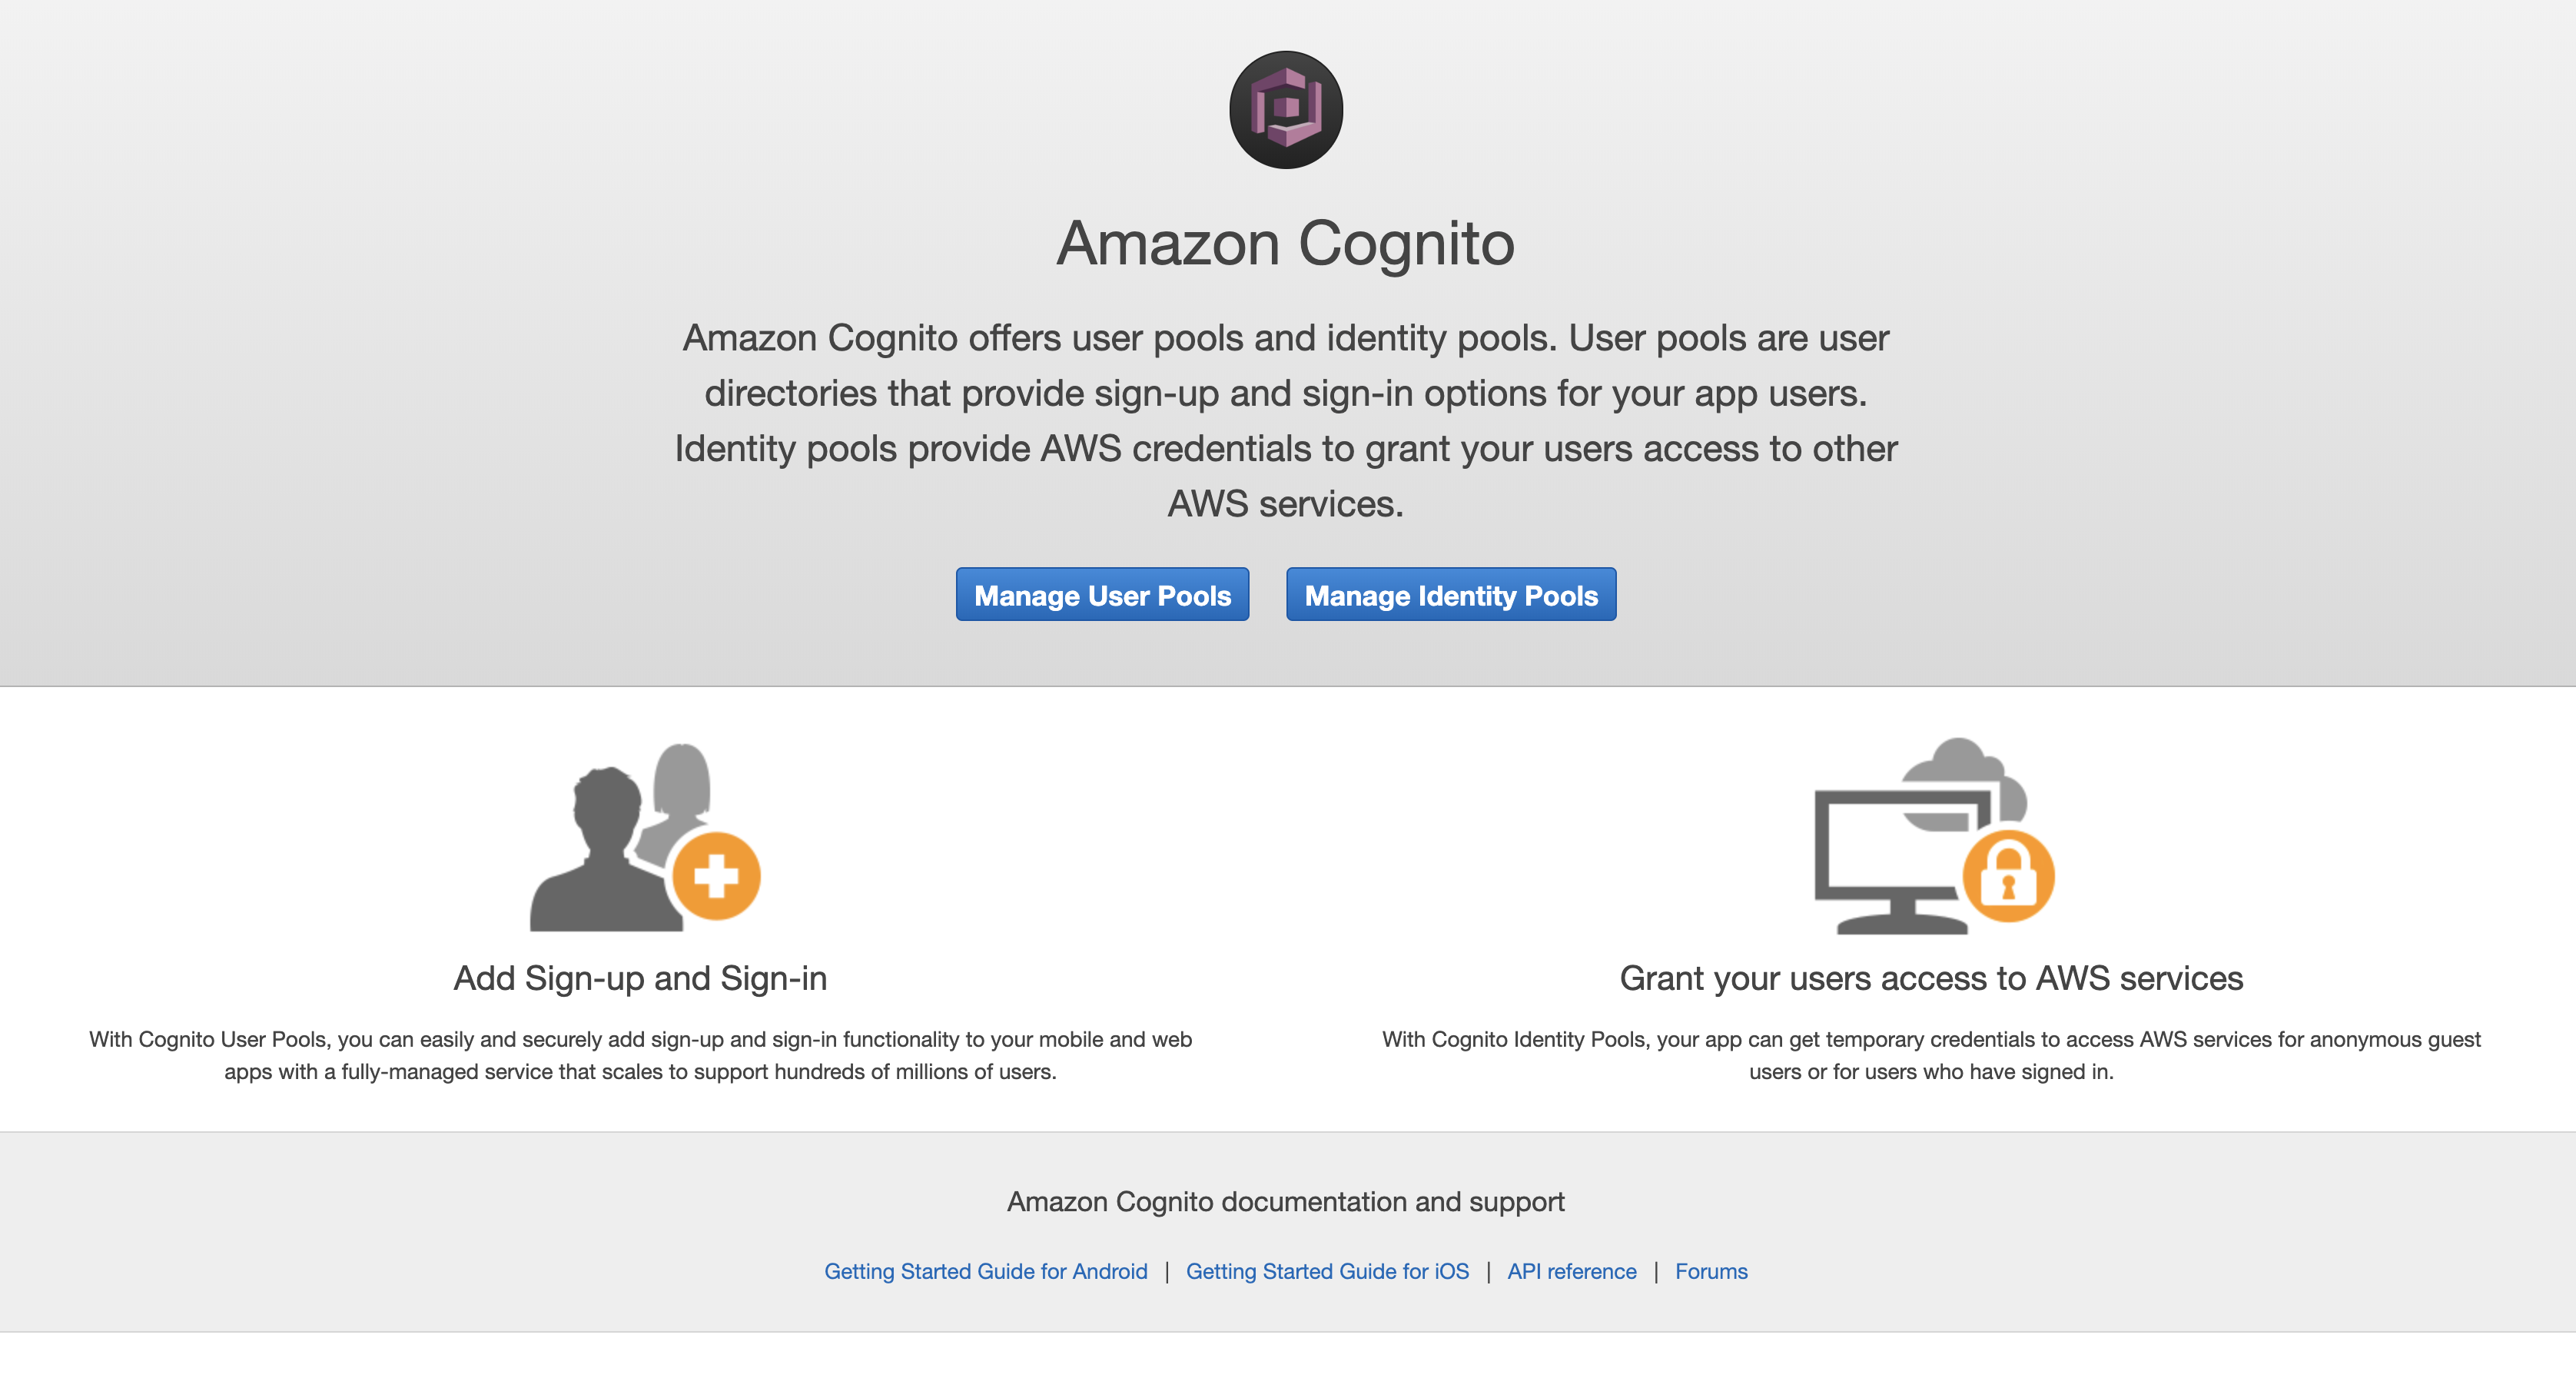 Amazon Cognito
Amazon Cognito offers user pools and identity pools. User pools are user
directories that provide sign-up and sign-in options for your app users.
Identity pools provide AWS credentials to grant your users access to other
AWS services.
Manage User Pools
Manage Identity Pools
Add Sign-up and Sign-in
With Cognito User Pools, you can easily and securely add sign-up and sign-in functionality to your mobile and web
apps with a fully-managed service that scales to support hundreds of millions of users.
Grant your users access to AWS services
With Cognito Identity Pools, your app can get temporary credentials to access AWS services for anonymous guest
users or for users who have signed in.
Amazon Cognito documentation and support
Getting Started Guide for Android | Getting Started Guide for iOS | API reference | Forums